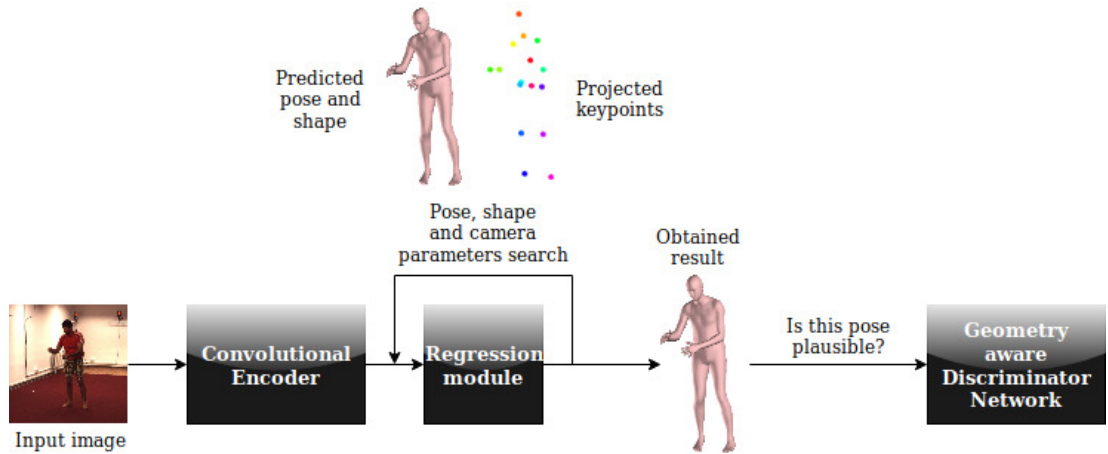 Predicted
pose and
shape
Projected
keypoints
Pose, shape
and camera
parameters search
Obtained
result
Input image
Convolutional
Encoder
Regression
module
Is this pose
plausible?
Geometry
aware
Discriminator
Network